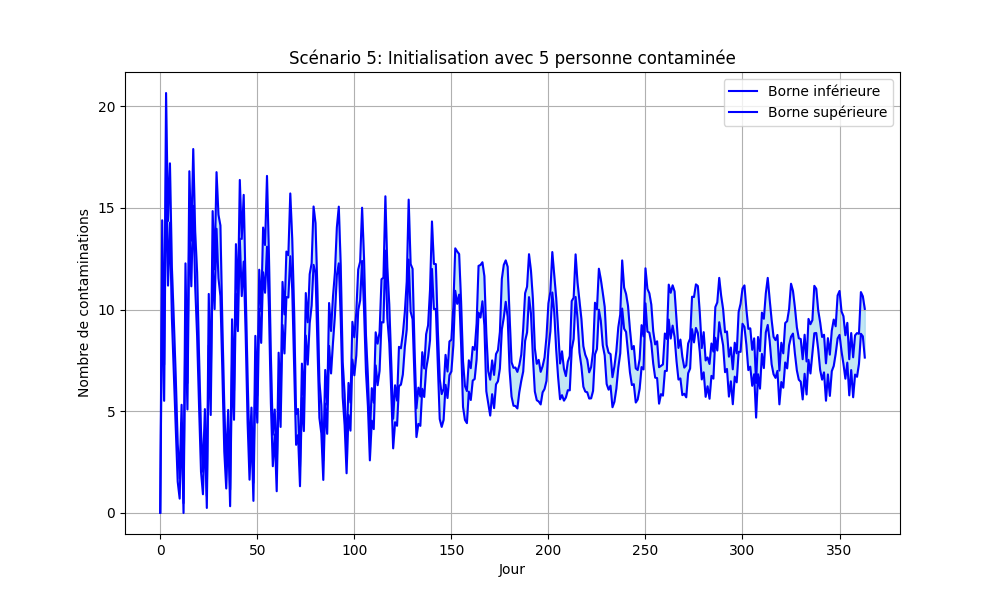 Scénario 5: Initialisation avec 5 personne contaminée
Borne inférieure
Borne supérieure
Nombre de contaminations
20
15
10
5
0
0 50 100 150 200 250 300 350
Jour